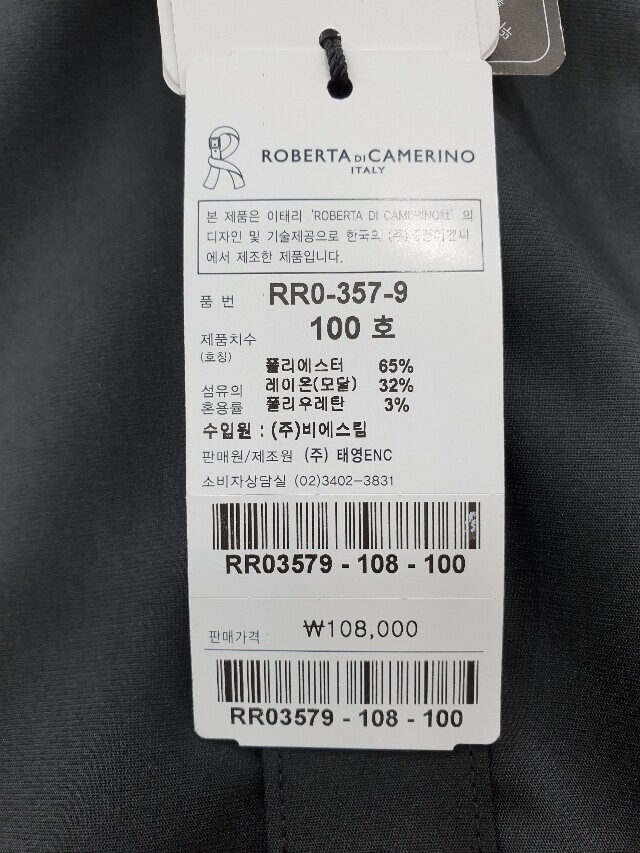 ROBERTA DI CAMERINO
ITALY
본 제품은 이태리 'ROBERTA DI CAMERINO社' 의
디자인 및 기술제공으로 한국의 (주)
에서 제조한 제품입니다.
품 번 RR0-357-9
제품치수 100 호
(호칭)
폴리에스터 65%
섬유의 레이온(모달) 32%
혼용률 폴리우레탄 3%
수입원 : (주)비에스림
판매원/제조원 (주) 태영ENC
소비자상담실 (02)3402-3831
RR03579 - 108 - 100
판매가격 ₩108,000
RR03579 - 108 - 100